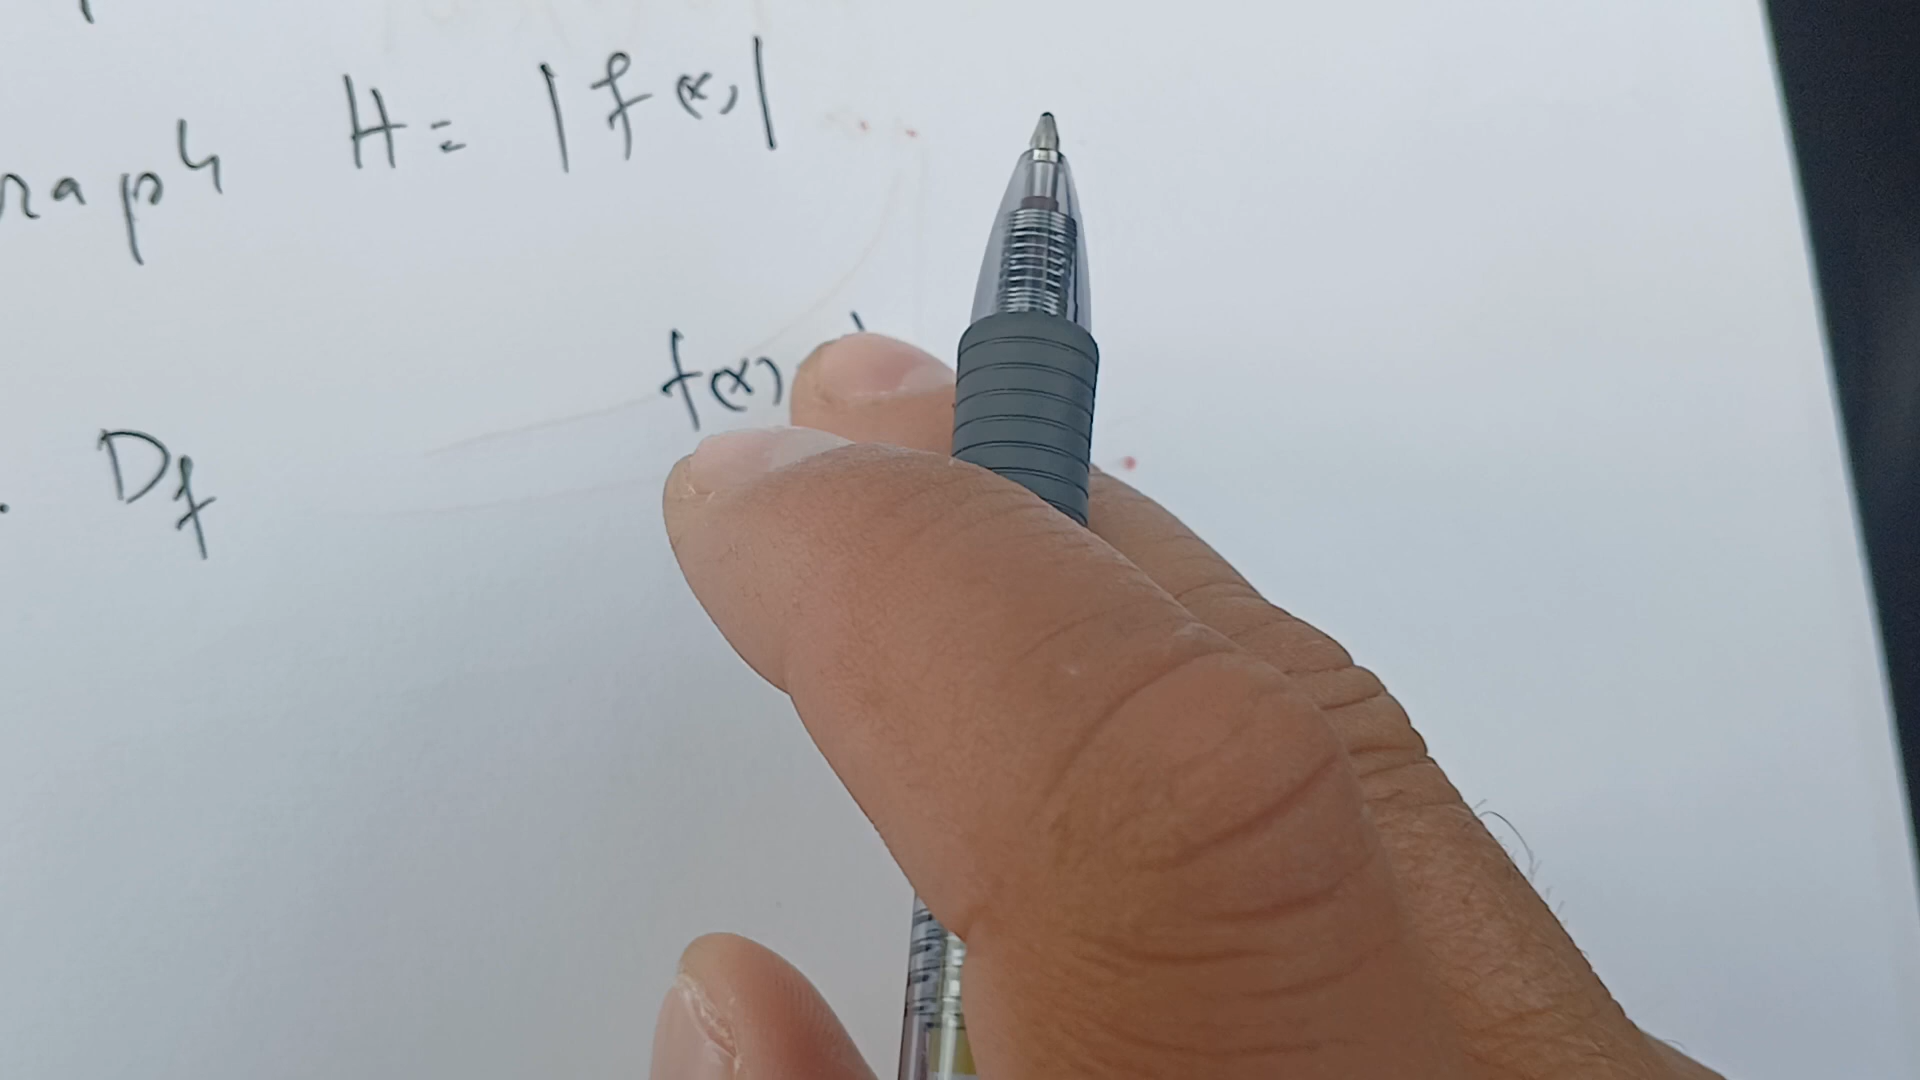 raph H = |f(x)|
f(x)
. Df